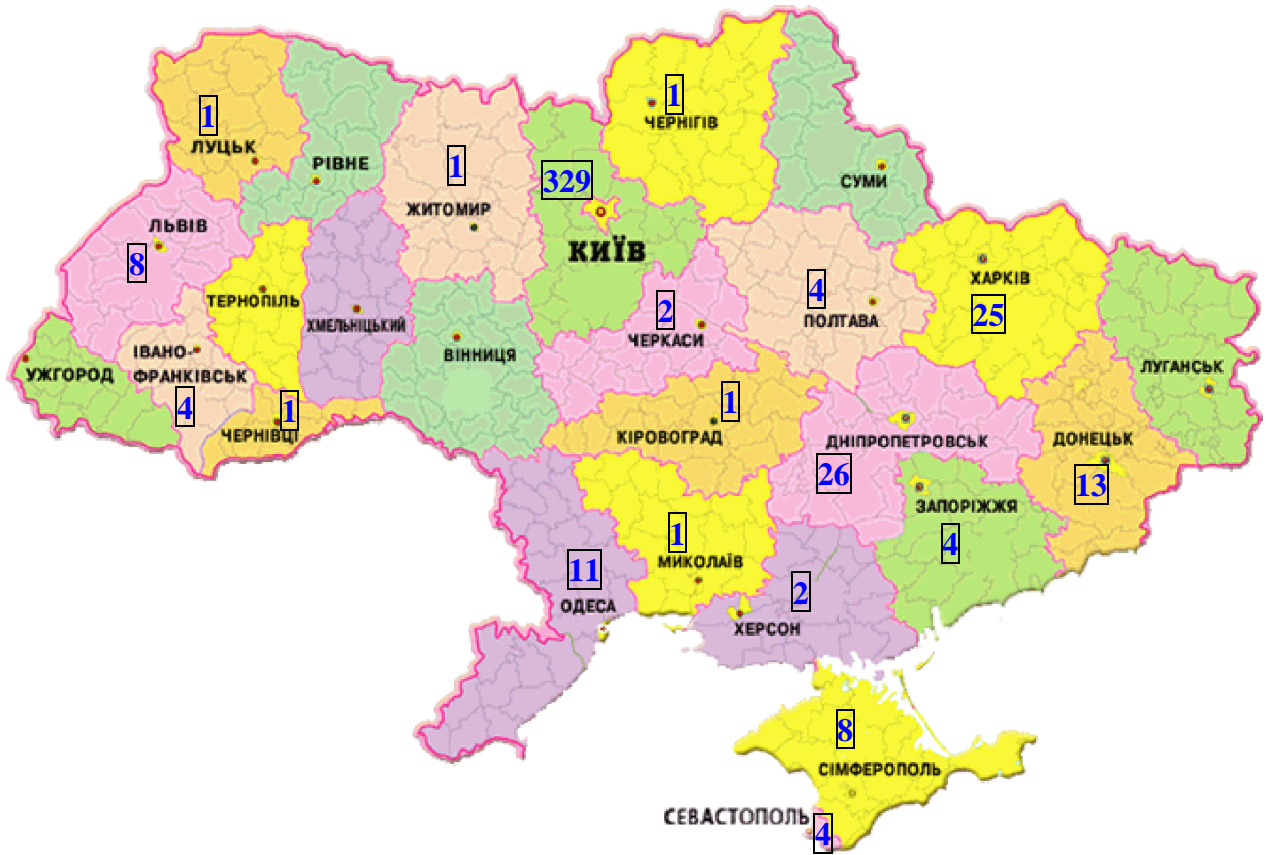 1
ЧЕРНІГІВ
1
ЛУЦЬК
РІВНЕ
1
ЖИТОМИР
329
КИЇВ
СУМИ
ЛЬВІВ
8
ТЕРНОПІЛЬ
ХМЕЛЬНІЦЬКИЙ
ВІННИЦЯ
2
ЧЕРКАСИ
4
ПОЛТАВА
ХАРКІВ
25
ЛУГАНСЬК
УЖГОРОД
ІВАНО-
ФРАНКІВСЬК
4
1
ЧЕРНІВЦІ
1
КІРОВОГРАД
ДНІПРОПЕТРОВСЬК
26
ДОНЕЦЬК
13
ЗАПОРІЖЖЯ
4
1
МИКОЛАЇВ
11
ОДЕСА
2
ХЕРСОН
8
СІМФЕРОПОЛЬ
СЕВАСТОПОЛЬ
4